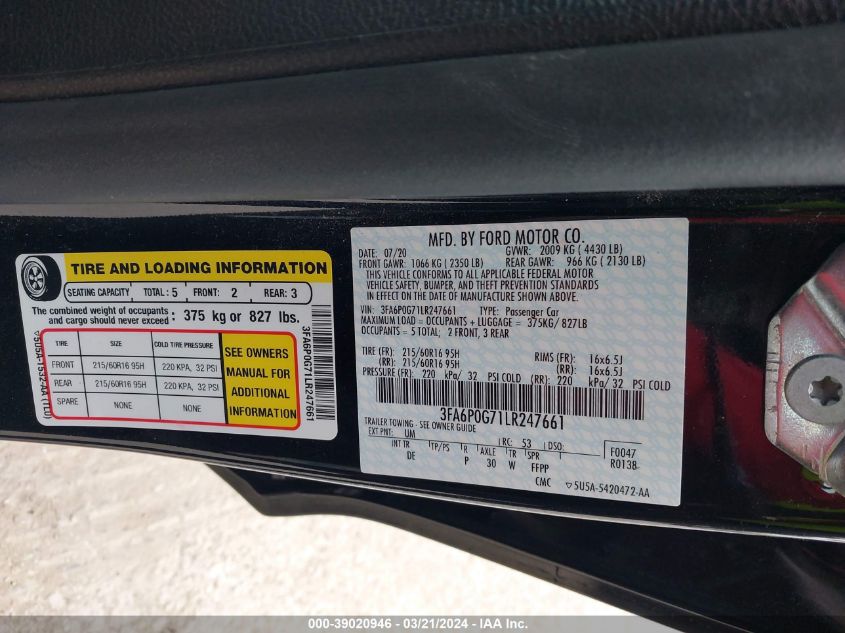 TIRE AND LOADING INFORMATION
SEATING CAPACITY TOTAL: 5 FRONT: 2 REAR: 3
The combined weight of occupants
and cargo should never exceed: 375 kg or 827 lbs.
TIRE SIZE COLD TIRE PRESSURE
FRONT 215/60R16 95H 220 KPA, 32 PSI
REAR 215/60R16 95H 220 KPA, 32 PSI
SPARE NONE NONE
SEE OWNERS
MANUAL FOR
ADDITIONAL
INFORMATION
5U5A-1532-AA (1LU)
3FA6P0G71LR247661
MFD. BY FORD MOTOR CO.
07/20 GVWR: 2009 KG ( 4430 LB)
FRONT GAWR: 1066 KG ( 2350 LB) REAR GAWR: 966 KG ( 2130 LB)
THIS VEHICLE CONFORMS TO ALL APPLICABLE FEDERAL MOTOR
VEHICLE SAFETY, BUMPER, AND THEFT PREVENTION STANDARDS
IN EFFECT ON THE DATE OF MANUFACTURE SHOWN ABOVE.
VIN: 3FA6P0G71LR247661 TYPE: Passenger Car
MAXIMUM LOAD = OCCUPANTS + LUGGAGE = 375KG/ 827LB
OCCUPANTS = 5 TOTAL; 2 FRONT, 3 REAR
TIRE (FR): 215/60R16 95H RIMS (FR): 16x6.5J
(RR): 215/60R16 95H (RR): 16x6.5J
PRESSURE (FR): 220 kPa/ 32 PSI COLD (RR): 220 kPa/ 32 PSI COLD
3FA6P0G71LR247661
TRAILER TOWING - SEE OWNER GUIDE
EXT PNT: UM RC: 53 DSO: F0047
INT TR TP/PS R AXLE TR SPR R0138
DE P 30 W FFPP
CMC 5U5A-5420472-AA
000-39020946 - 03/21/2024 - IAA Inc.